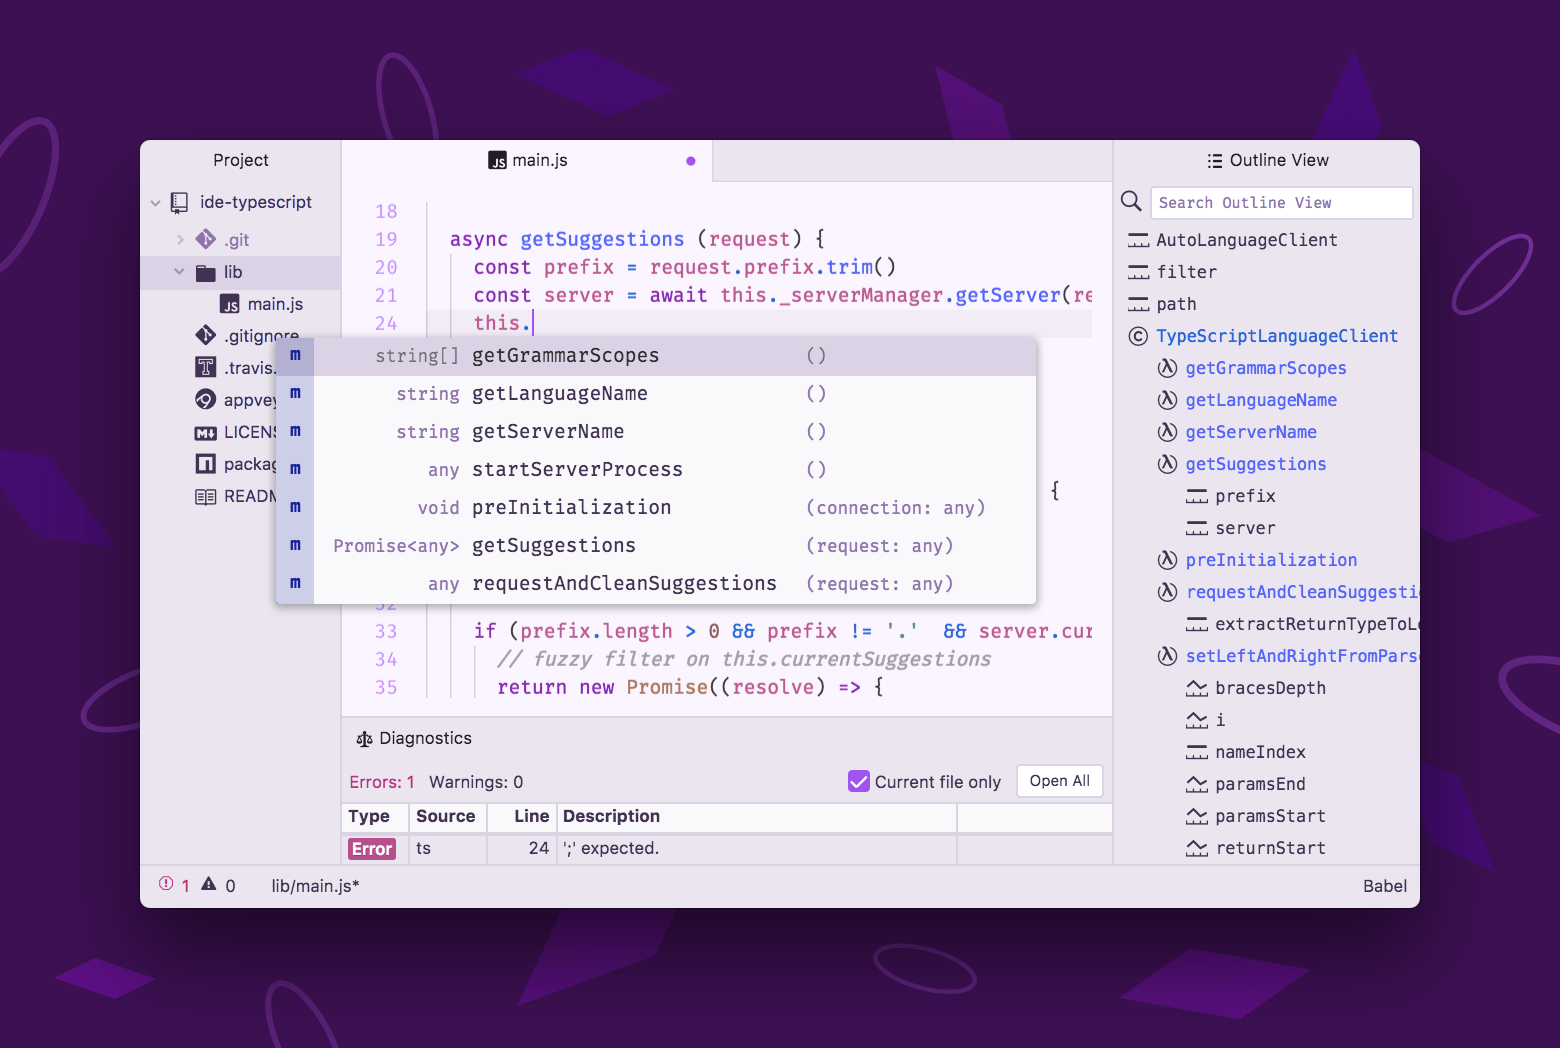 Project
ide-typescript
.git
lib
main.js
.gitignore
.travis.
appvey
LICENS
packag
READM
main.js
18
19 async getSuggestions (request) {
20 const prefix = request.prefix.trim()
21 const server = await this._serverManager.getServer(re
24 this.
m string[] getGrammarScopes ()
m string getLanguageName ()
m string getServerName ()
m any startServerProcess ()
m void preInitialization (connection: any)
m Promise<any> getSuggestions (request: any)
m any requestAndCleanSuggestions (request: any)
{
32
33 if (prefix.length > 0 && prefix != '.' && server.cur
34 // fuzzy filter on this.currentSuggestions
35 return new Promise((resolve) => {
Diagnostics
Errors: 1 Warnings: 0 Current file only Open All
Type Source Line Description
Error ts 24 ';' expected.
Outline View
Search Outline View
AutoLanguageClient
filter
path
TypeScriptLanguageClient
getGrammarScopes
getLanguageName
getServerName
getSuggestions
prefix
server
preInitialization
requestAndCleanSuggesti
extractReturnTypeToL
setLeftAndRightFromPars
bracesDepth
i
nameIndex
paramsEnd
paramsStart
returnStart
1 0 lib/main.js* Babel